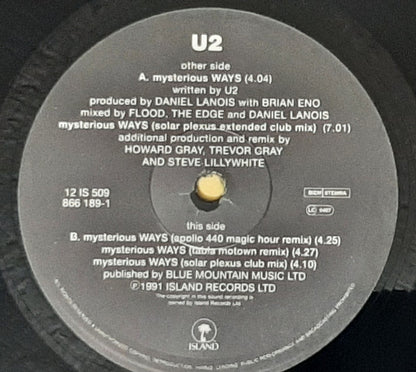 U2
other side
A. mysterious WAYS (4.04)
written by U2
produced by DANIEL LANOIS with BRIAN ENO
mixed by FLOOD, THE EDGE and DANIEL LANOIS
mysterious WAYS (solar plexus extended club mix) (7.01)
additional production and remix by
HOWARD GRAY, TREVOR GRAY
AND STEVE LILLYWHITE
12 IS 509
866 189-1
BIEM STEMRA
LC 0407
this side
B. mysterious WAYS (apollo 440 magic hour remix) (4.25)
mysterious WAYS (tabla motown remix) (4.27)
mysterious WAYS (solar plexus club mix) (4.10)
published by BLUE MOUNTAIN MUSIC LTD
℗©1991 ISLAND RECORDS LTD
The copyright in this sound recording is
owned by Island Records Ltd
ISLAND